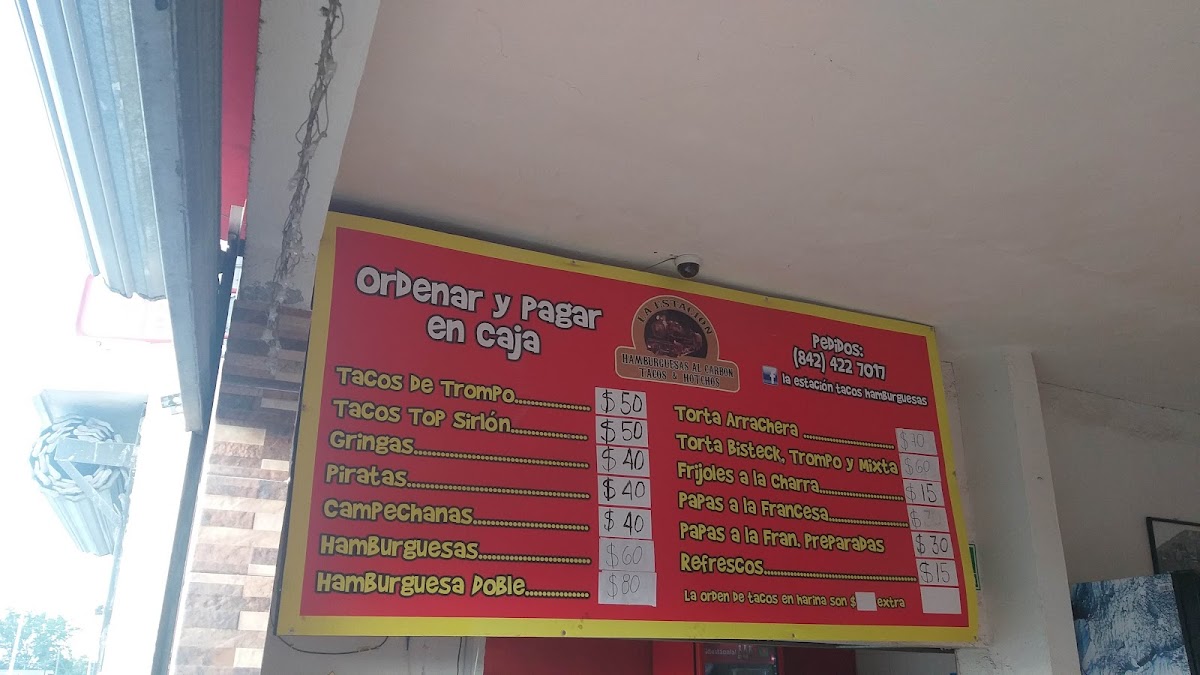 Ordenar y Pagar
en Caja
LA ESTACIÓN
HAMBURGUESAS AL CARBON
TACOS & HOTCHOS
Pedidos:
(842) 422 7017
la estación tacos hamburguesas
Tacos de Trompo $50
Tacos Top Sirlón $50
Gringas $40
Piratas $40
Campechanas $40
Hamburguesas $60
Hamburguesa Doble $80
Torta Arrachera $70
Torta Bisteck, Trompo y Mixta $60
Frijoles a la Charra $15
Papas a la Francesa $20
Papas a la Fran. Preparadas $30
Refrescos $15
La orden de tacos en harina son $ extra